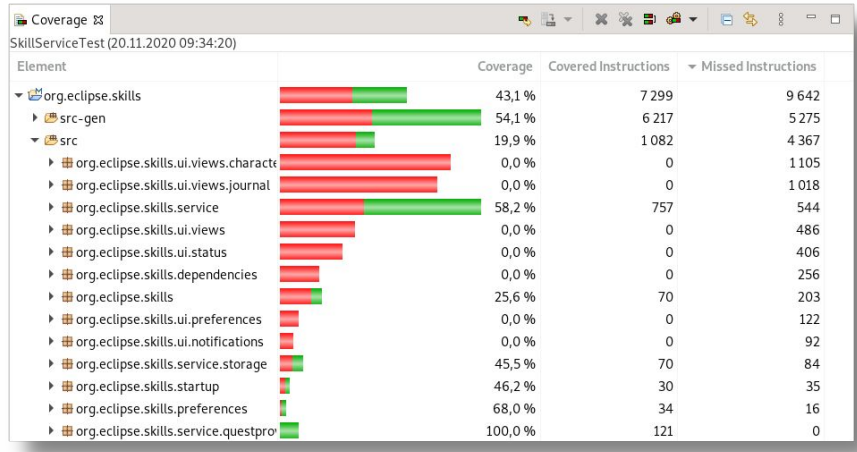 Coverage
SkillServiceTest (20.11.2020 09:34:20)
Element Coverage Covered Instructions Missed Instructions
org.eclipse.skills 43,1 % 7 299 9 642
src-gen 54,1 % 6 217 5 275
src 19,9 % 1 082 4 367
org.eclipse.skills.ui.views.characte 0,0 % 0 1 105
org.eclipse.skills.ui.views.journal 0,0 % 0 1 018
org.eclipse.skills.service 58,2 % 757 544
org.eclipse.skills.ui.views 0,0 % 0 486
org.eclipse.skills.ui.status 0,0 % 0 406
org.eclipse.skills.dependencies 0,0 % 0 256
org.eclipse.skills 25,6 % 70 203
org.eclipse.skills.ui.preferences 0,0 % 0 122
org.eclipse.skills.ui.notifications 0,0 % 0 92
org.eclipse.skills.service.storage 45,5 % 70 84
org.eclipse.skills.startup 46,2 % 30 35
org.eclipse.skills.preferences 68,0 % 34 16
org.eclipse.skills.service.questprov 100,0 % 121 0